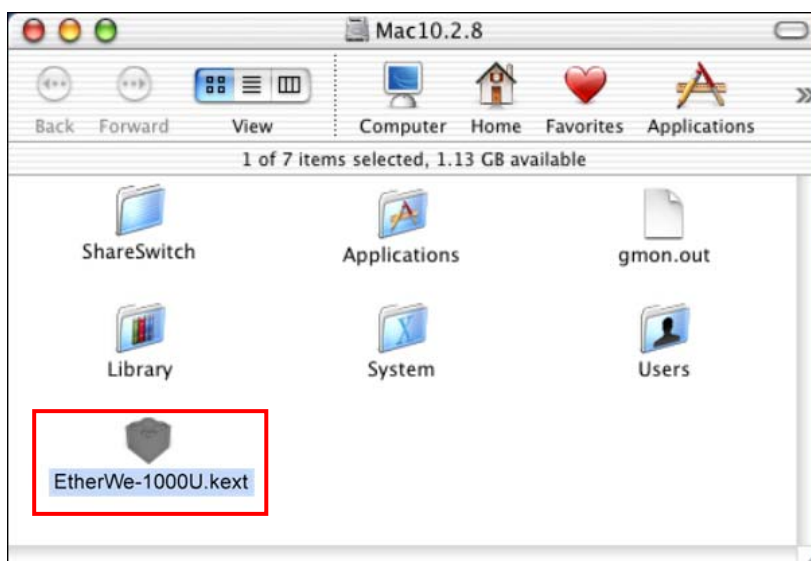 Mac10.2.8
Back Forward View Computer Home Favorites Applications
1 of 7 items selected, 1.13 GB available
ShareSwitch Applications gmon.out
Library System Users
EtherWe-1000U.kext